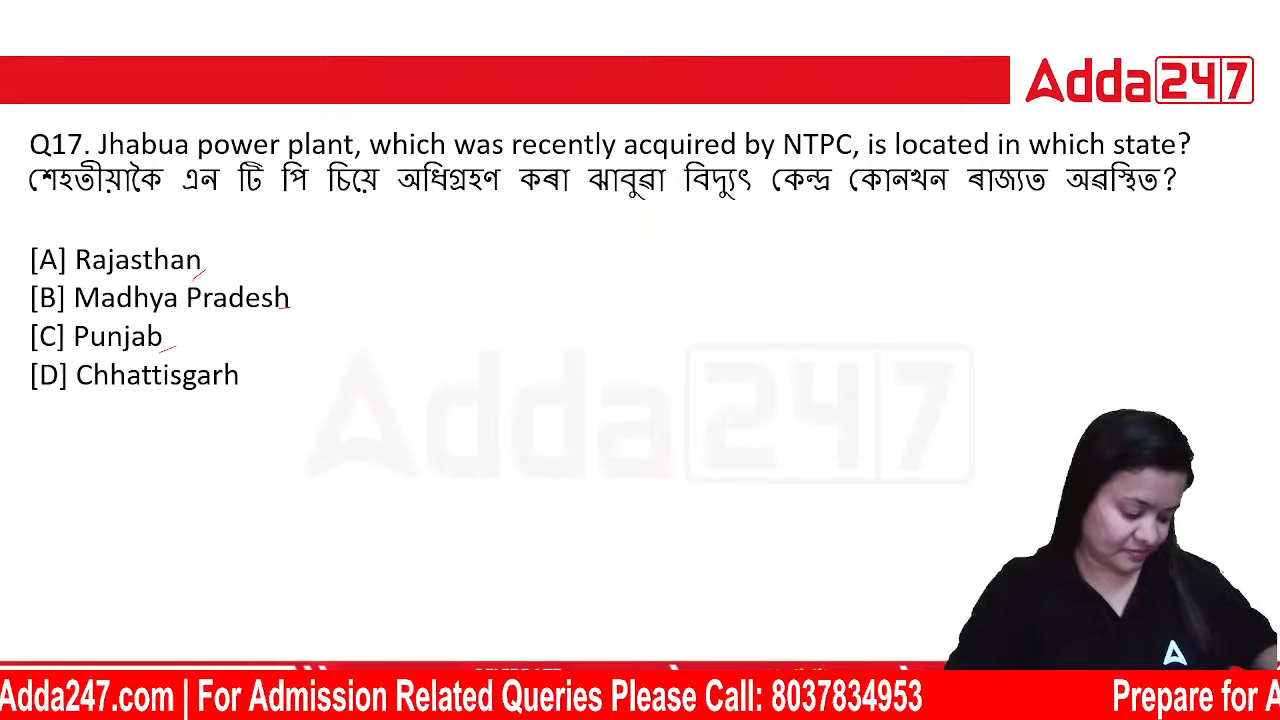 Adda247
Q17. Jhabua power plant, which was recently acquired by NTPC, is located in which state?
শেহতীয়াকৈ এন টি পি চিয়ে অধিগ্ৰহণ কৰা ঝাবুৱা বিদ্যুৎ কেন্দ্ৰ কোনখন ৰাজ্যত অৱস্থিত?
[A] Rajasthan
[B] Madhya Pradesh
[C] Punjab
[D] Chhattisgarh
Adda247
Adda247.com | For Admission Related Queries Please Call: 8037834953 Prepare for A